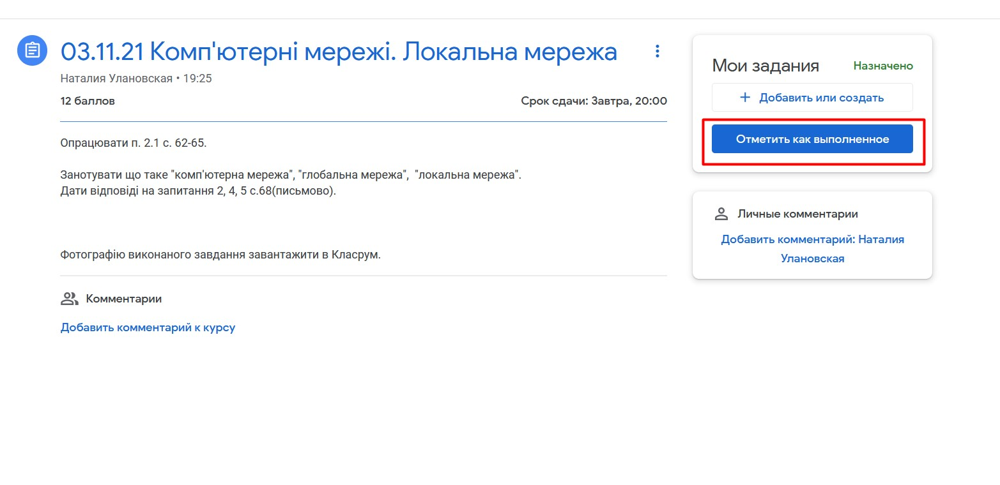 03.11.21 Комп'ютерні мережі. Локальна мережа
Наталия Улановская • 19:25
12 баллов
Срок сдачи: Завтра, 20:00
Опрацювати п. 2.1 с. 62-65.
Занотувати що таке "комп'ютерна мережа", "глобальна мережа",  "локальна мережа".
Дати відповіді на запитання 2, 4, 5 с.68(письмово).
Фотографію виконаного завдання завантажити в Класрум.
Комментарии
Добавить комментарий к курсу
Мои задания
Назначено
+ Добавить или создать
Отметить как выполненное
Личные комментарии
Добавить комментарий: Наталия
Улановская